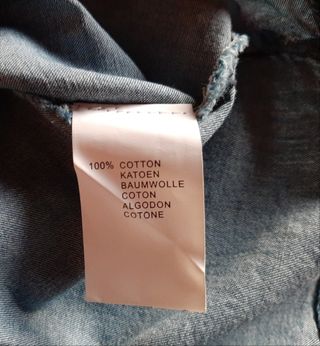 100% COTTON
KATOEN
BAUMWOLLE
COTON
ALGODON
COTONE